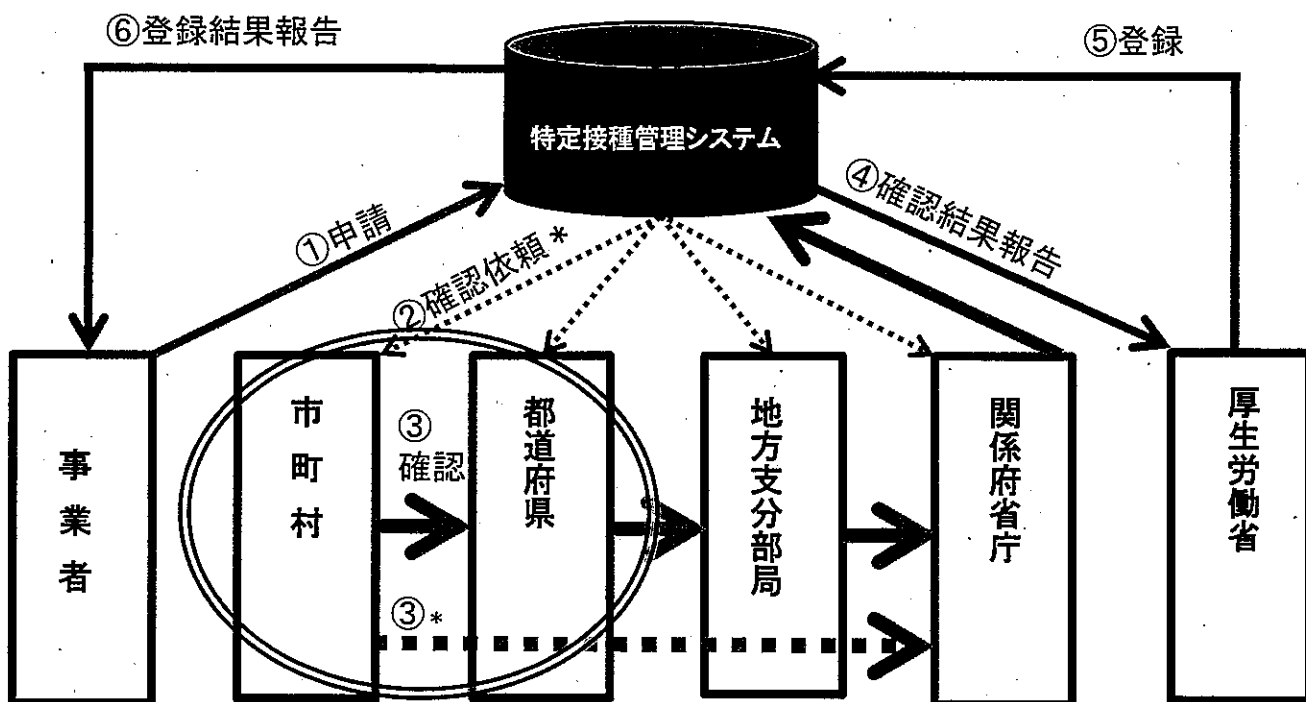 ⑥登録結果報告
⑤登録
特定接種管理システム
①申請
②確認依頼*
④確認結果報告
事業者
市町村
③
確認
③*
都道府県
地方支分部局
関係府省庁
厚生労働省